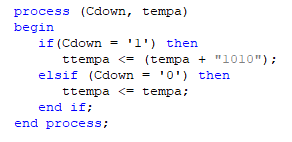 process (Cdown, tempa)
begin
if(Cdown = '1') then
ttempa <= (tempa + "1010");
elsif (Cdown = '0') then
ttempa <= tempa;
end if;
end process;